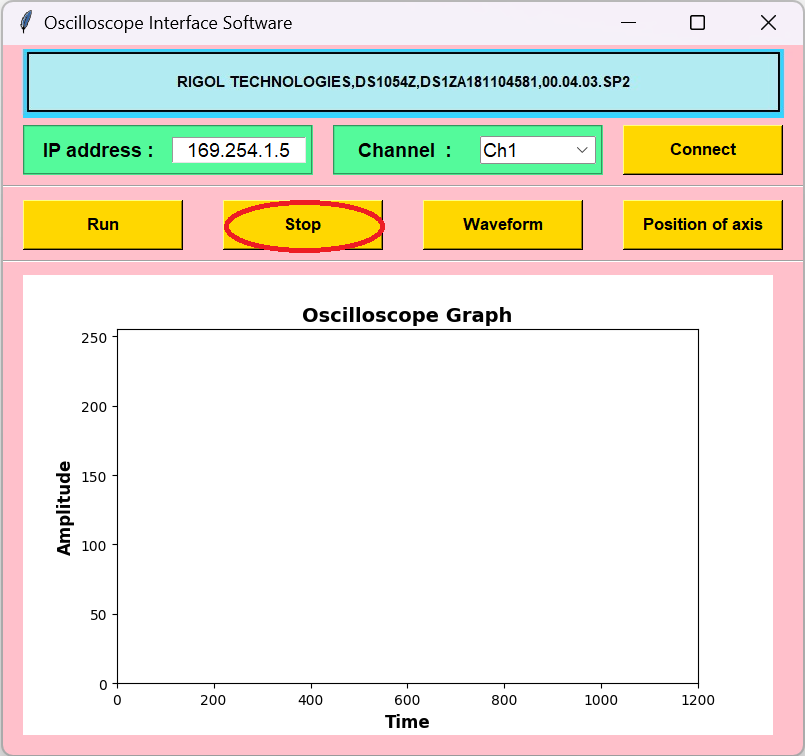 Oscilloscope Interface Software
RIGOL TECHNOLOGIES,DS1054Z,DS1ZA181104581,00.04.03.SP2
IP address : 169.254.1.5 Channel : Ch1 Connect
Run Stop Waveform Position of axis
Oscilloscope Graph
250
200
150
100
50
0
Amplitude
0 200 400 600 800 1000 1200
Time